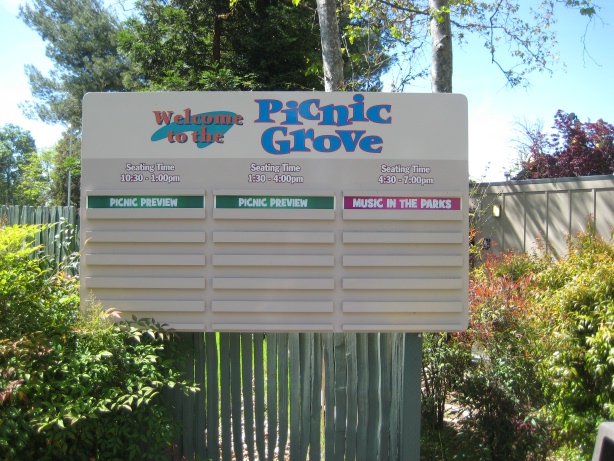 Welcome
to the
Picnic
Grove
Seating Time
10:30 - 1:00pm
Seating Time
1:30 - 4:00pm
Seating Time
4:30 - 7:00pm
PICNIC PREVIEW
PICNIC PREVIEW
MUSIC IN THE PARKS